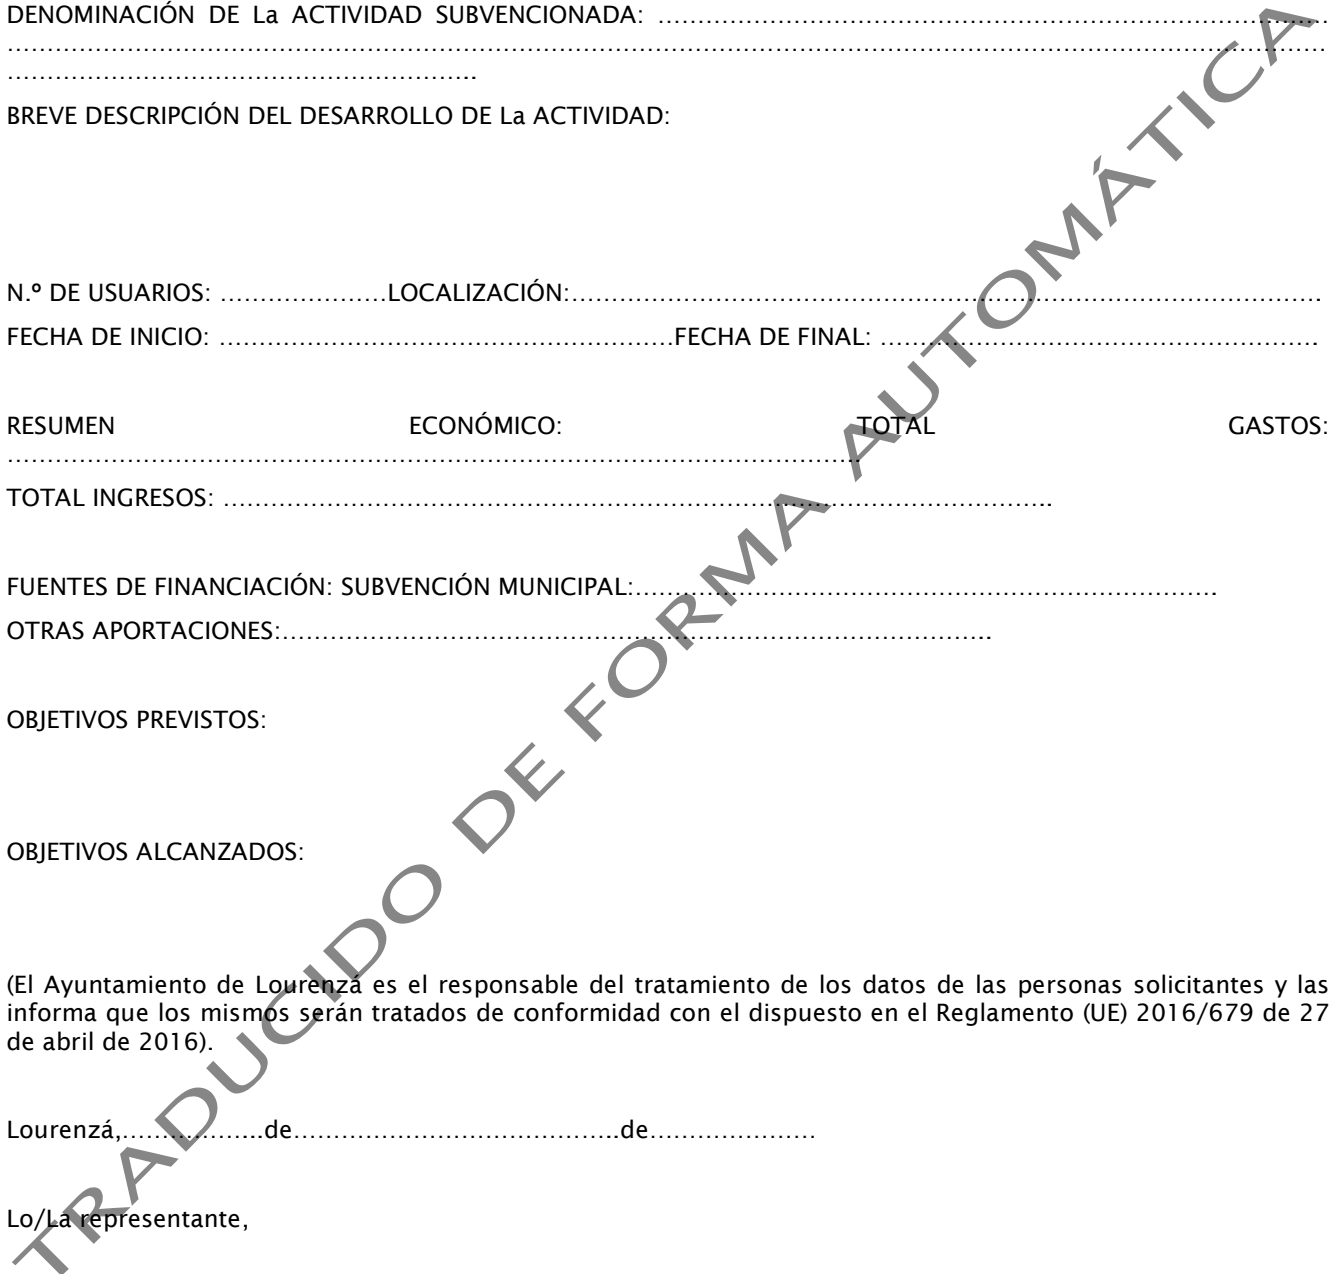 DENOMINACIÓN DE La ACTIVIDAD SUBVENCIONADA: ……………………………………………………………………………
…………………………………………………………………………………………………………………………………………………………
……………………………………………………..
BREVE DESCRIPCIÓN DEL DESARROLLO DE La ACTIVIDAD:
N.º DE USUARIOS: …………………LOCALIZACIÓN:…………………………………………………………………………………….
FECHA DE INICIO: …………………………………………………FECHA DE FINAL: ……………………………………………….
RESUMEN ECONÓMICO: TOTAL GASTOS:
………………………………………………………………………………………………….
TOTAL INGRESOS: ……………………………………………………………………………………………..
FUENTES DE FINANCIACIÓN: SUBVENCIÓN MUNICIPAL:………………………………………………………………….
OTRAS APORTACIONES:……………………………………………………………………………….
OBJETIVOS PREVISTOS:
OBJETIVOS ALCANZADOS:
(El Ayuntamiento de Lourenzá es el responsable del tratamiento de los datos de las personas solicitantes y las
informa que los mismos serán tratados de conformidad con el dispuesto en el Reglamento (UE) 2016/679 de 27
de abril de 2016).
Lourenzá,……………..de…………………………………..de…………………
Lo/La representante,
TRADUCIDO DE FORMA AUTOMÁTICA